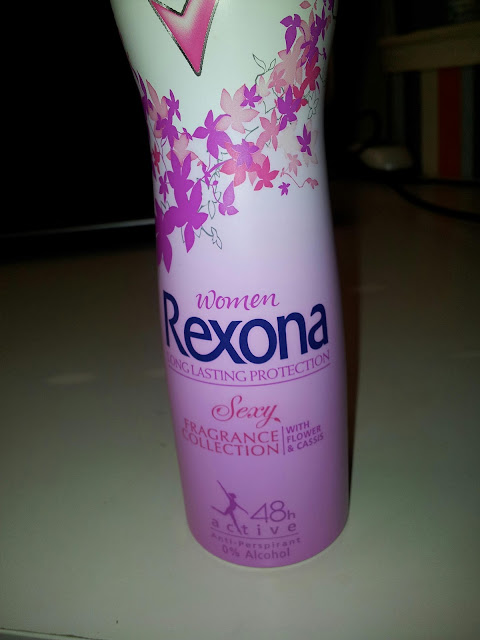 women
Rexona
LONG LASTING PROTECTION
Sexy
FRAGRANCE
COLLECTION
WITH
FLOWER
& CASSIS
48h
active
Anti-Perspirant
0% Alcohol